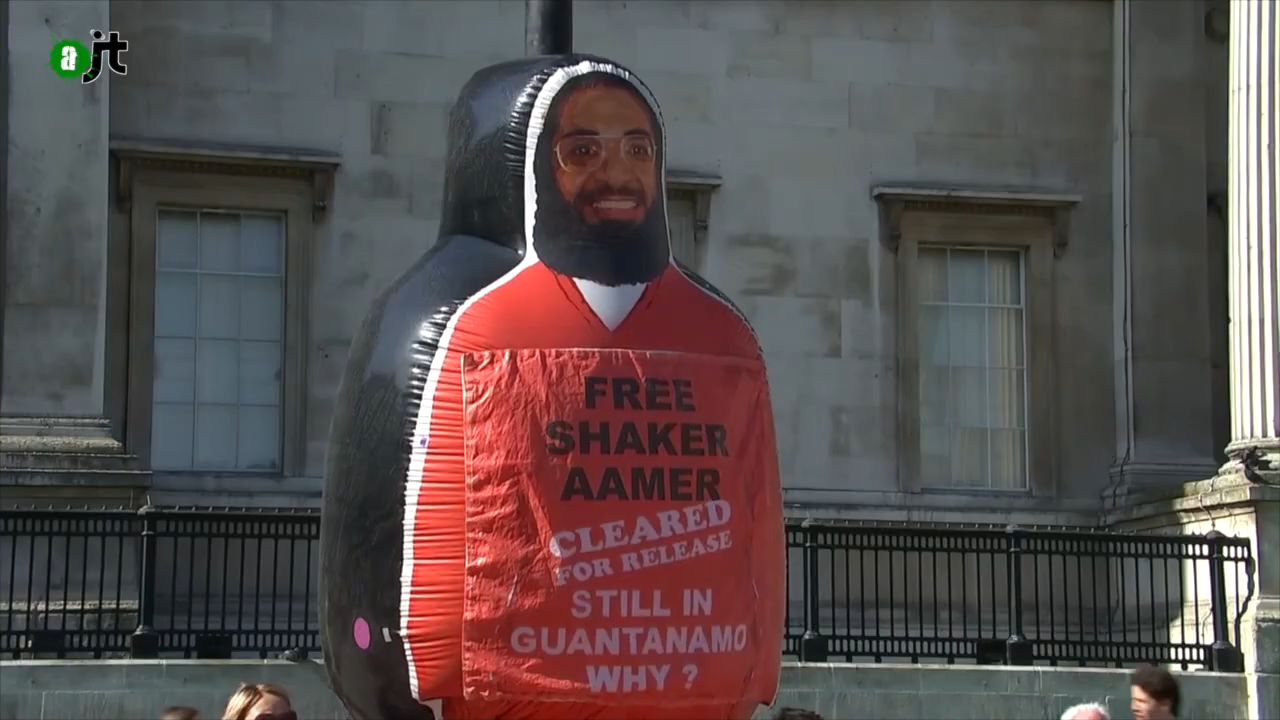 ajt
FREE
SHAKER
AAMER
CLEARED
FOR RELEASE
STILL IN
GUANTANAMO
WHY ?